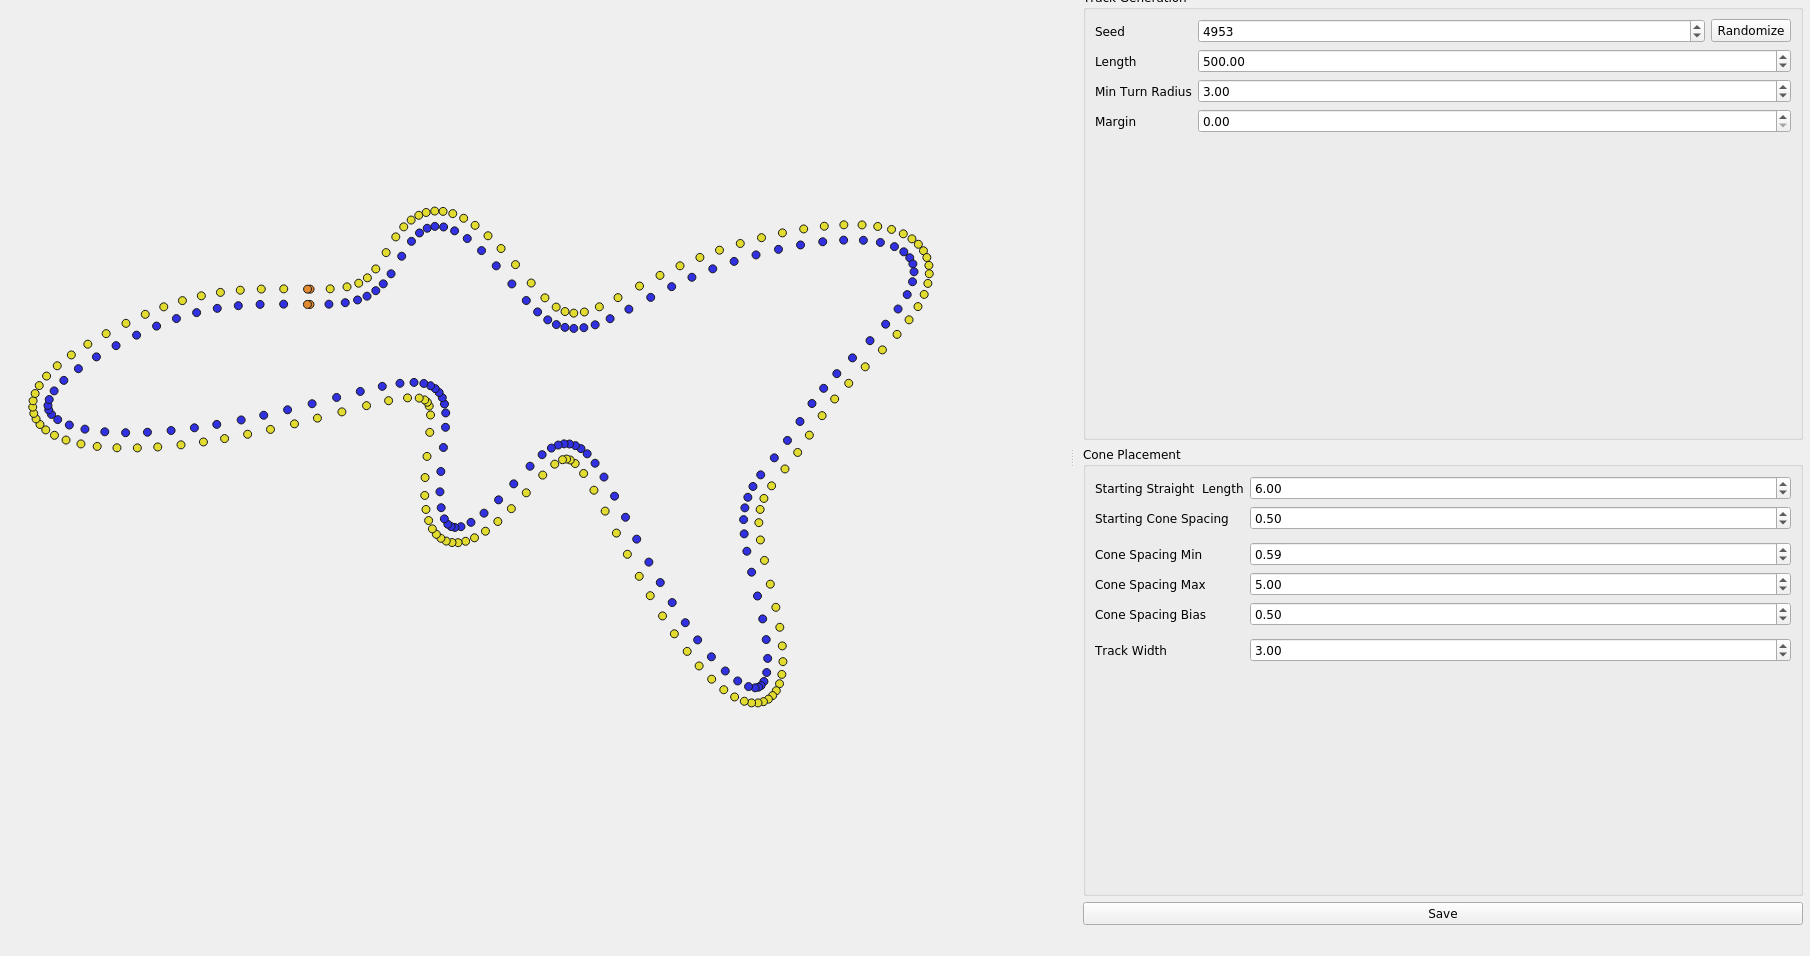 Track Generation
Seed 4953 Randomize
Length 500.00
Min Turn Radius 3.00
Margin 0.00
Cone Placement
Starting Straight Length 6.00
Starting Cone Spacing 0.50
Cone Spacing Min 0.59
Cone Spacing Max 5.00
Cone Spacing Bias 0.50
Track Width 3.00
Save